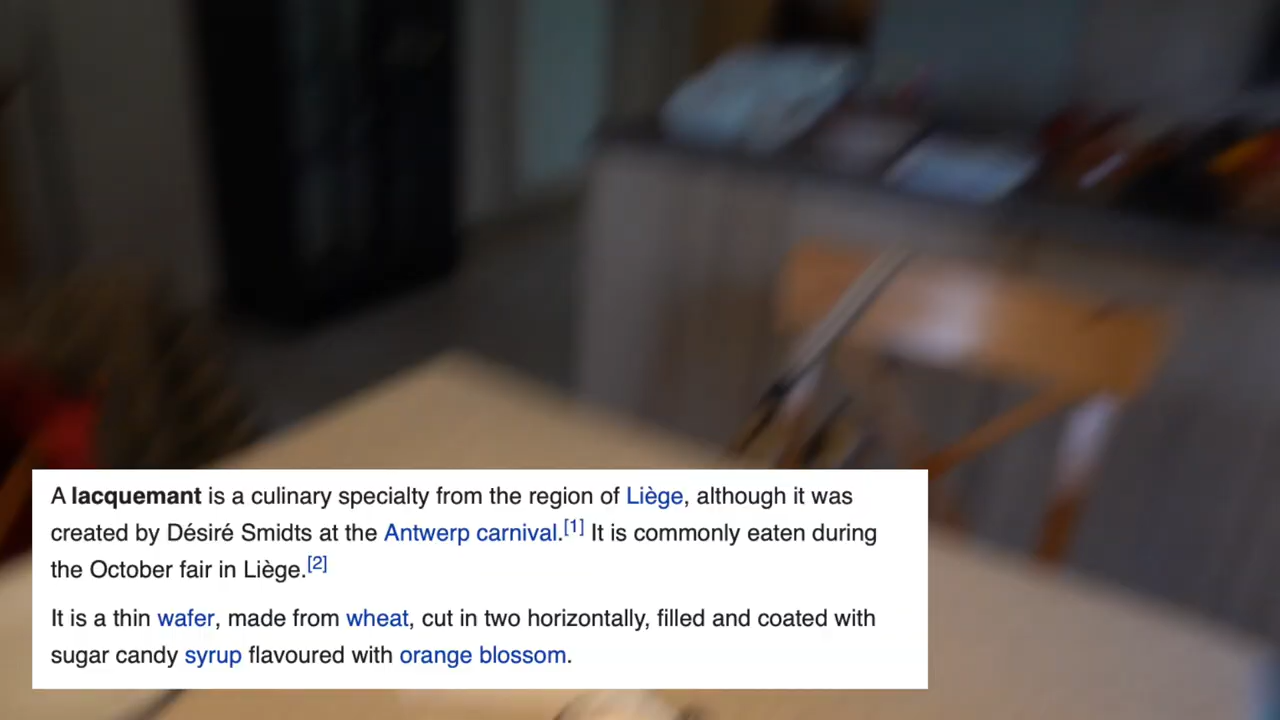 A lacquemant is a culinary specialty from the region of Liège, although it was
created by Désiré Smidts at the Antwerp carnival.[1] It is commonly eaten during
the October fair in Liège.[2]
It is a thin wafer, made from wheat, cut in two horizontally, filled and coated with
sugar candy syrup flavoured with orange blossom.